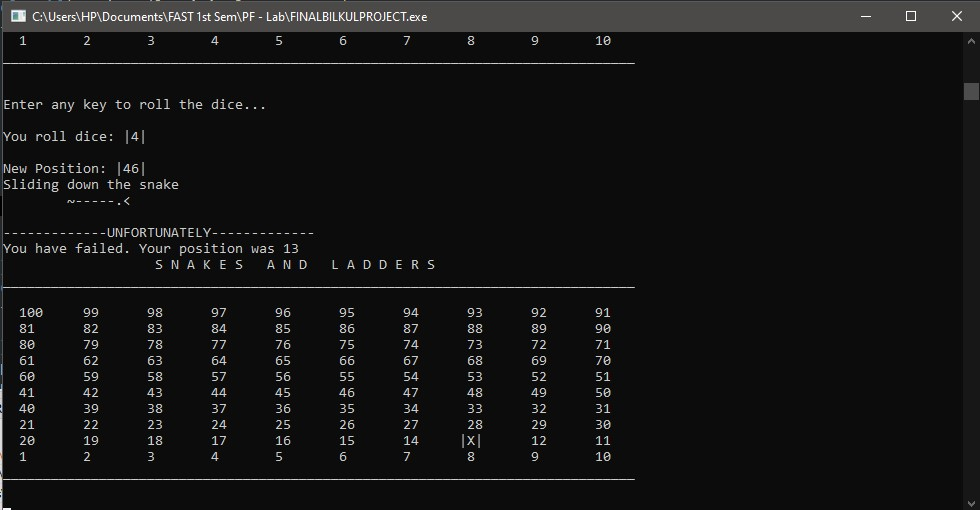 C:\Users\HP\Documents\FAST 1st Sem\PF - Lab\FINALBILKULPROJECT.exe
1 2 3 4 5 6 7 8 9 10
Enter any key to roll the dice...
You roll dice: |4|
New Position: |46|
Sliding down the snake
~-----.<
-------------UNFORTUNATELY-------------
You have failed. Your position was 13
S N A K E S   A N D   L A D D E R S
100 99 98 97 96 95 94 93 92 91
81 82 83 84 85 86 87 88 89 90
80 79 78 77 76 75 74 73 72 71
61 62 63 64 65 66 67 68 69 70
60 59 58 57 56 55 54 53 52 51
41 42 43 44 45 46 47 48 49 50
40 39 38 37 36 35 34 33 32 31
21 22 23 24 25 26 27 28 29 30
20 19 18 17 16 15 14 |X| 12 11
1 2 3 4 5 6 7 8 9 10